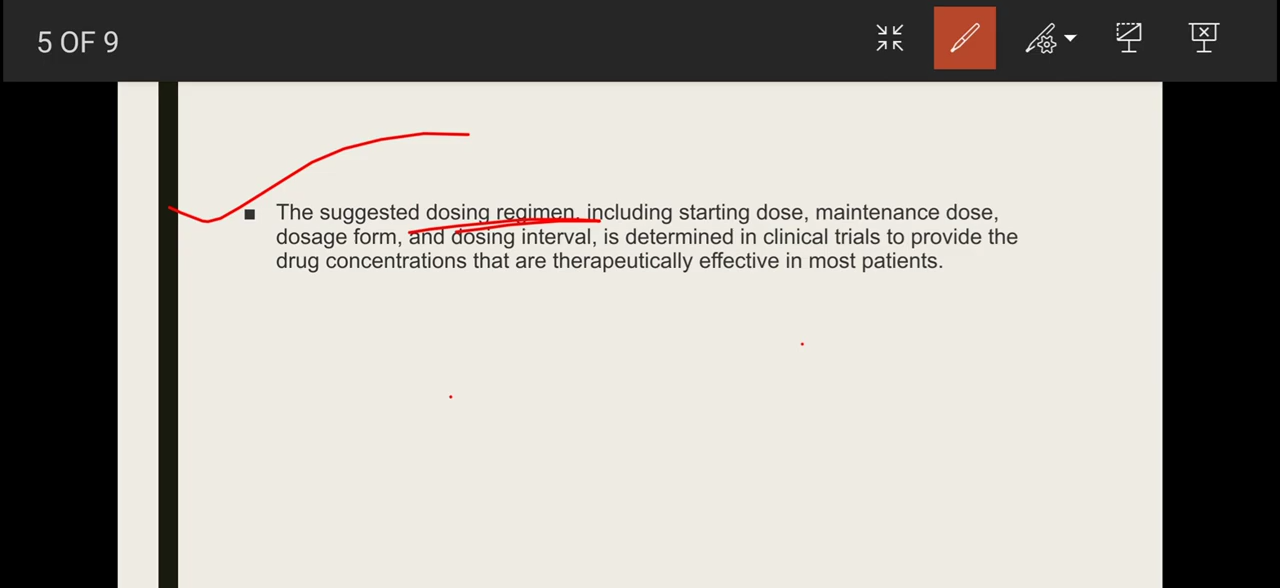 5 OF 9
■ The suggested dosing regimen, including starting dose, maintenance dose,
dosage form, and dosing interval, is determined in clinical trials to provide the
drug concentrations that are therapeutically effective in most patients.